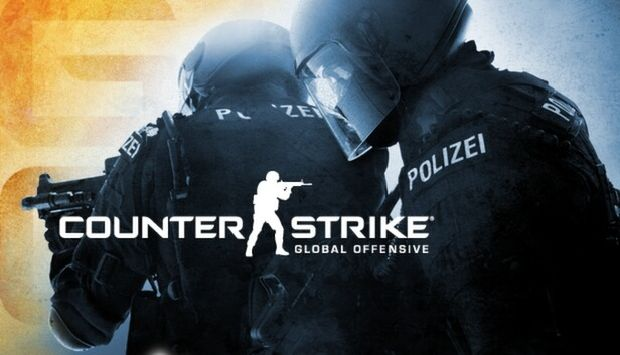 POLIZEI
POLIZEI
COUNTER STRIKE®
GLOBAL OFFENSIVE